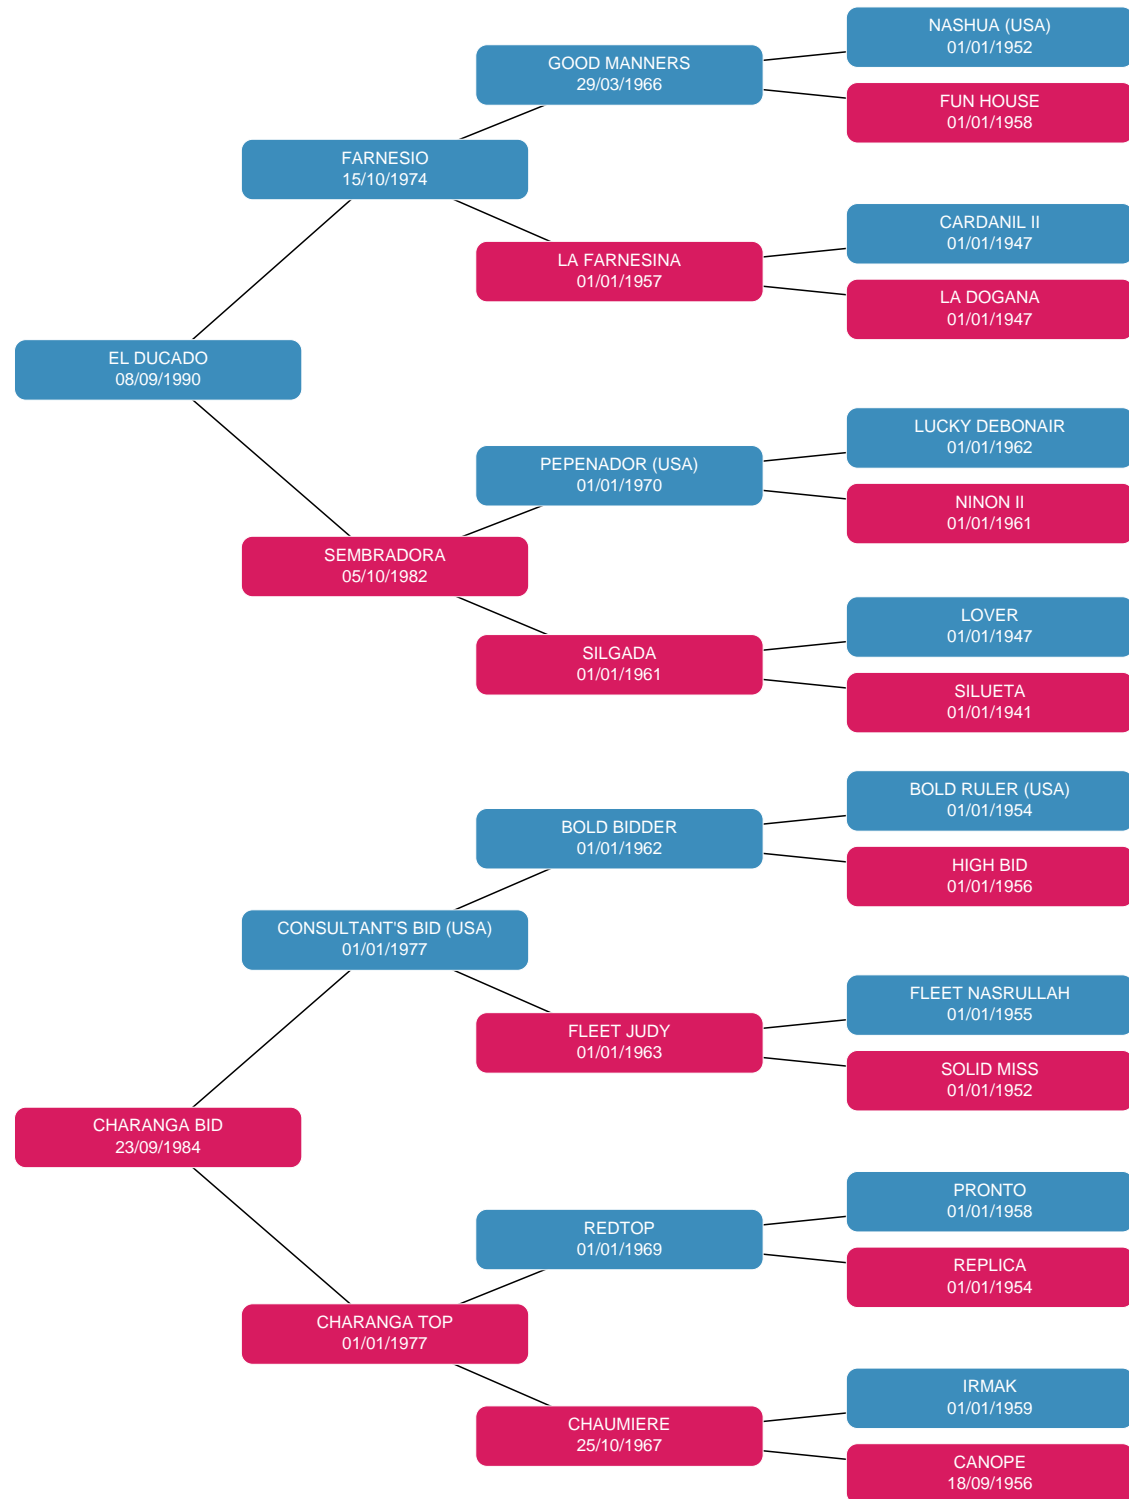 NASHUA (USA)
01/01/1952
GOOD MANNERS
29/03/1966
FUN HOUSE
01/01/1958
FARNESIO
15/10/1974
CARDANIL II
01/01/1947
LA FARNESINA
01/01/1957
LA DOGANA
01/01/1947
EL DUCADO
08/09/1990
LUCKY DEBONAIR
01/01/1962
PEPENADOR (USA)
01/01/1970
NINON II
01/01/1961
SEMBRADORA
05/10/1982
LOVER
01/01/1947
SILGADA
01/01/1961
SILUETA
01/01/1941
BOLD RULER (USA)
01/01/1954
BOLD BIDDER
01/01/1962
HIGH BID
01/01/1956
CONSULTANT'S BID (USA)
01/01/1977
FLEET NASRULLAH
01/01/1955
FLEET JUDY
01/01/1963
SOLID MISS
01/01/1952
CHARANGA BID
23/09/1984
PRONTO
01/01/1958
REDTOP
01/01/1969
REPLICA
01/01/1954
CHARANGA TOP
01/01/1977
IRMAK
01/01/1959
CHAUMIERE
25/10/1967
CANOPE
18/09/1956